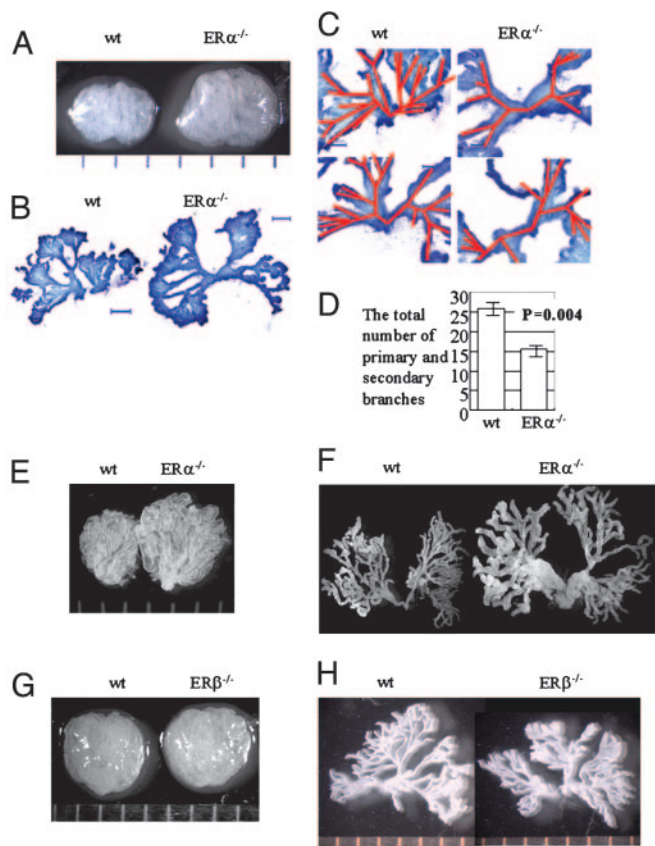 A
wt ERα-/-
B
wt ERα-/-
C
wt ERα-/-
D
The total
number of
primary and
secondary
branches
30
25
20
15
10
5
0
P=0.004
wt ERα-/-
E
wt ERα-/-
F
wt ERα-/-
G
wt ERβ-/-
H
wt ERβ-/-